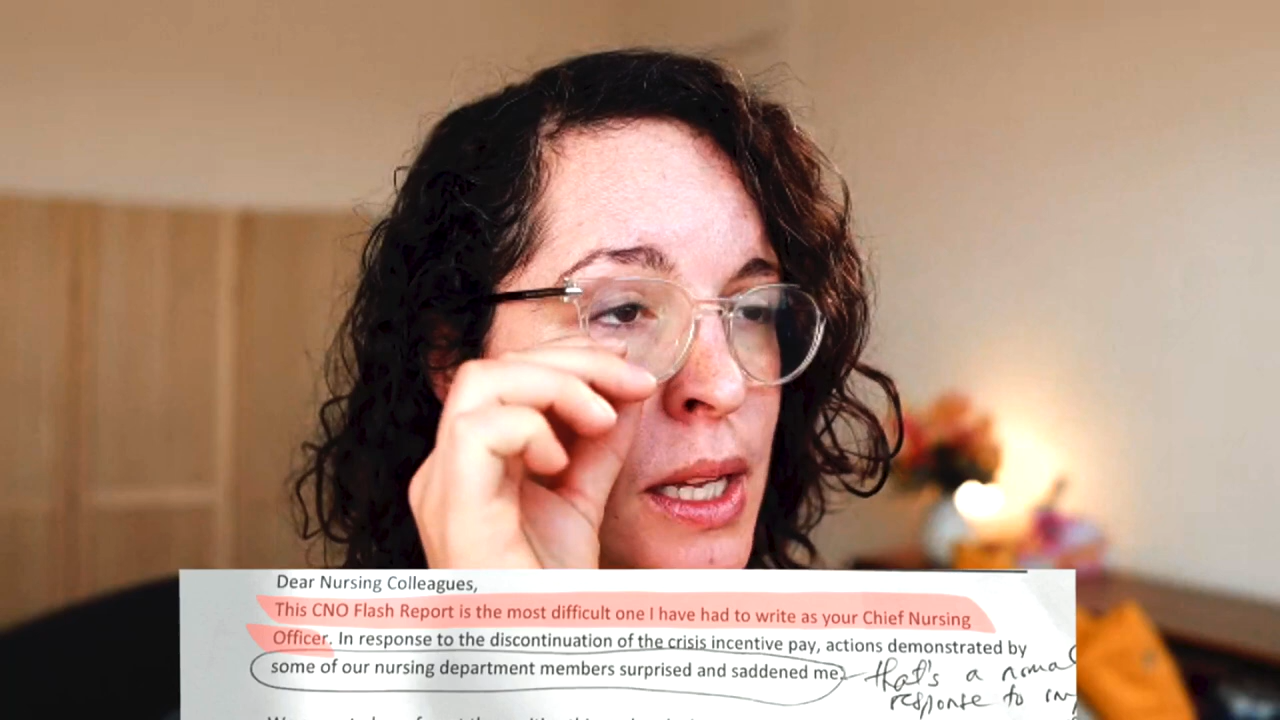 Dear Nursing Colleagues,
This CNO Flash Report is the most difficult one I have had to write as your Chief Nursing
Officer. In response to the discontinuation of the crisis incentive pay, actions demonstrated by
some of our nursing department members surprised and saddened me
that's a normal
response to